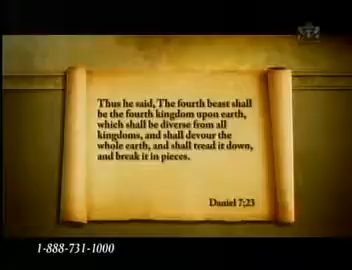 Thus he said, The fourth beast shall
be the fourth kingdom upon earth,
which shall be diverse from all
kingdoms, and shall devour the
whole earth, and shall tread it down,
and break it in pieces.
Daniel 7;23
1-888-731-1000